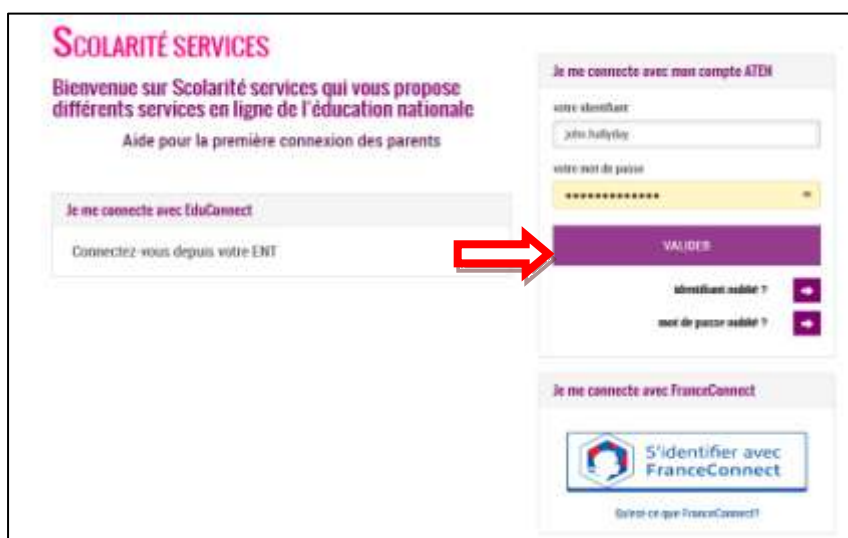 SCOLARITÉ SERVICES
Bienvenue sur Scolarité services qui vous propose
différents services en ligne de l'éducation nationale
Aide pour la première connexion des parents
Je me connecte avec EduConnect
Connectez-vous depuis votre ENT
Je me connecte avec mon compte ATEN
votre identifiant
john.hallyday
votre mot de passe
•••••••••••••
VALIDER
identifiant oublié ?
mot de passe oublié ?
Je me connecte avec FranceConnect
S'identifier avec
FranceConnect
Qu'est-ce que FranceConnect?